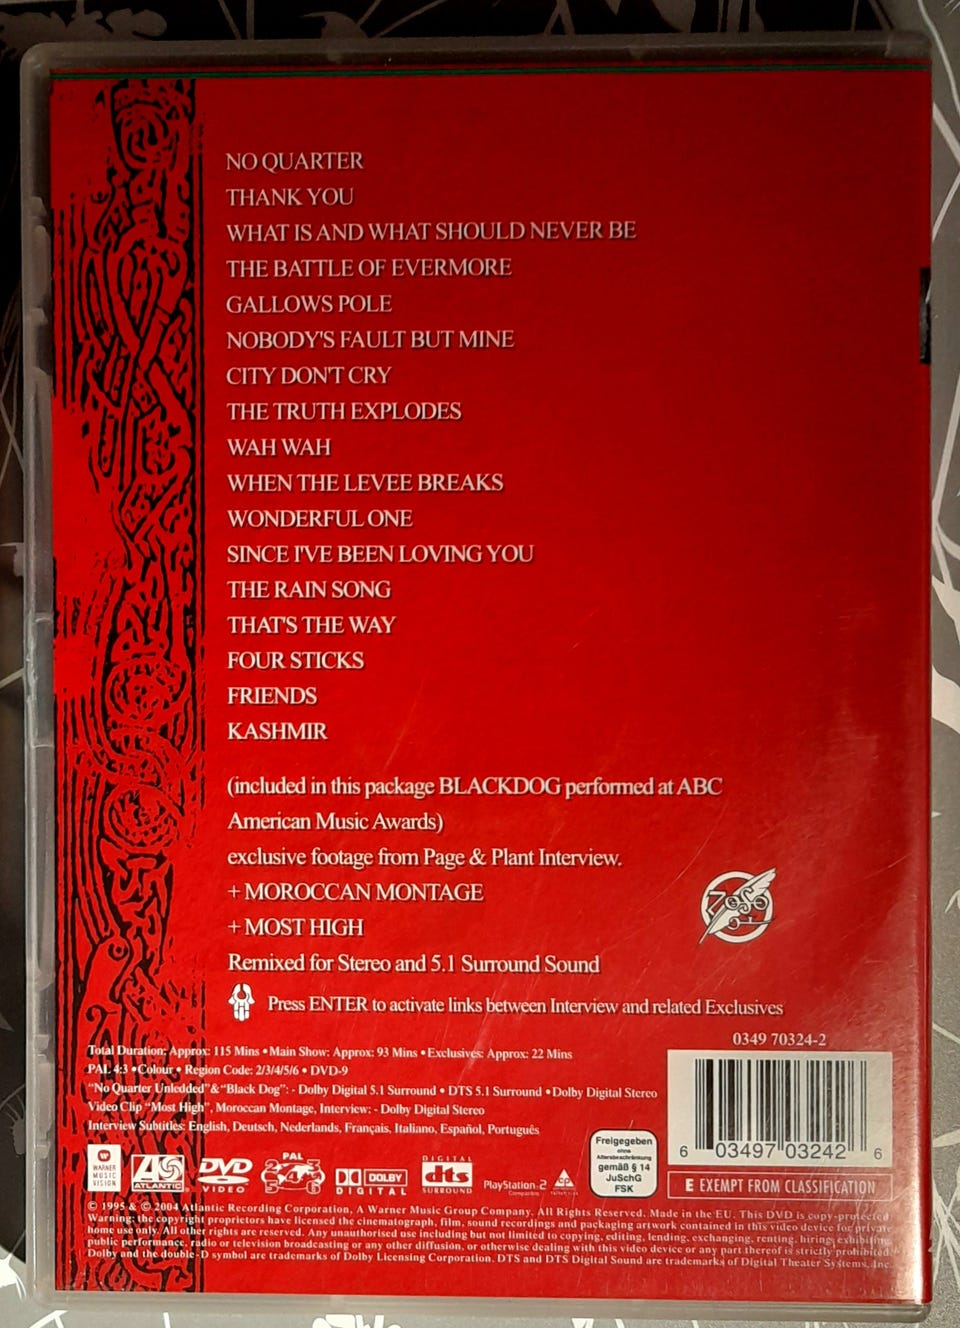 NO QUARTER
THANK YOU
WHAT IS AND WHAT SHOULD NEVER BE
THE BATTLE OF EVERMORE
GALLOWS POLE
NOBODY'S FAULT BUT MINE
CITY DON'T CRY
THE TRUTH EXPLODES
WAH WAH
WHEN THE LEVEE BREAKS
WONDERFUL ONE
SINCE I'VE BEEN LOVING YOU
THE RAIN SONG
THAT'S THE WAY
FOUR STICKS
FRIENDS
KASHMIR
(included in this package BLACKDOG performed at ABC
American Music Awards)
exclusive footage from Page & Plant Interview.
+ MOROCCAN MONTAGE
+ MOST HIGH
Remixed for Stereo and 5.1 Surround Sound
ZoSo
Press ENTER to activate links between Interview and related Exclusives
0349 70324-2
Total Duration: Approx: 115 Mins • Main Show: Approx: 93 Mins • Exclusives: Approx: 22 Mins
PAL 4:3 • Colour • Region Code: 2/3/4/5/6 • DVD-9
"No Quarter Unledded" & "Black Dog": - Dolby Digital 5.1 Surround • DTS 5.1 Surround • Dolby Digital Stereo
Video Clip "Most High", Moroccan Montage, Interview: - Dolby Digital Stereo
Interview Subtitles: English, Deutsch, Nederlands, Français, Italiano, Español, Português
6 03497 03242 6
WARNER MUSIC VISION
ATLANTIC
DVD VIDEO
PAL 2 3 4 5 6
DOLBY DIGITAL
DIGITAL dts SURROUND
PlayStation 2
Freigegeben
ohne
Altersbeschränkung
gemäß § 14
JuSchG
FSK
E EXEMPT FROM CLASSIFICATION
© 1995 & © 2004 Atlantic Recording Corporation, A Warner Music Group Company. All Rights Reserved. Made in the EU. This DVD is copy-protected
Warning: the copyright proprietors have licensed the cinematograph, film, sound recordings and packaging artwork contained in this video device for private
home use only. All other rights are reserved. Any unauthorised use including but not limited to copying, editing, lending, exchanging, renting, hiring, exhibiting,
public performance, radio or television broadcasting or any other diffusion, or otherwise dealing with this video device or any part thereof is strictly prohibited.
Dolby and the double-D symbol are trademarks of Dolby Licensing Corporation. DTS and DTS Digital Sound are trademarks of Digital Theater Systems, Inc.